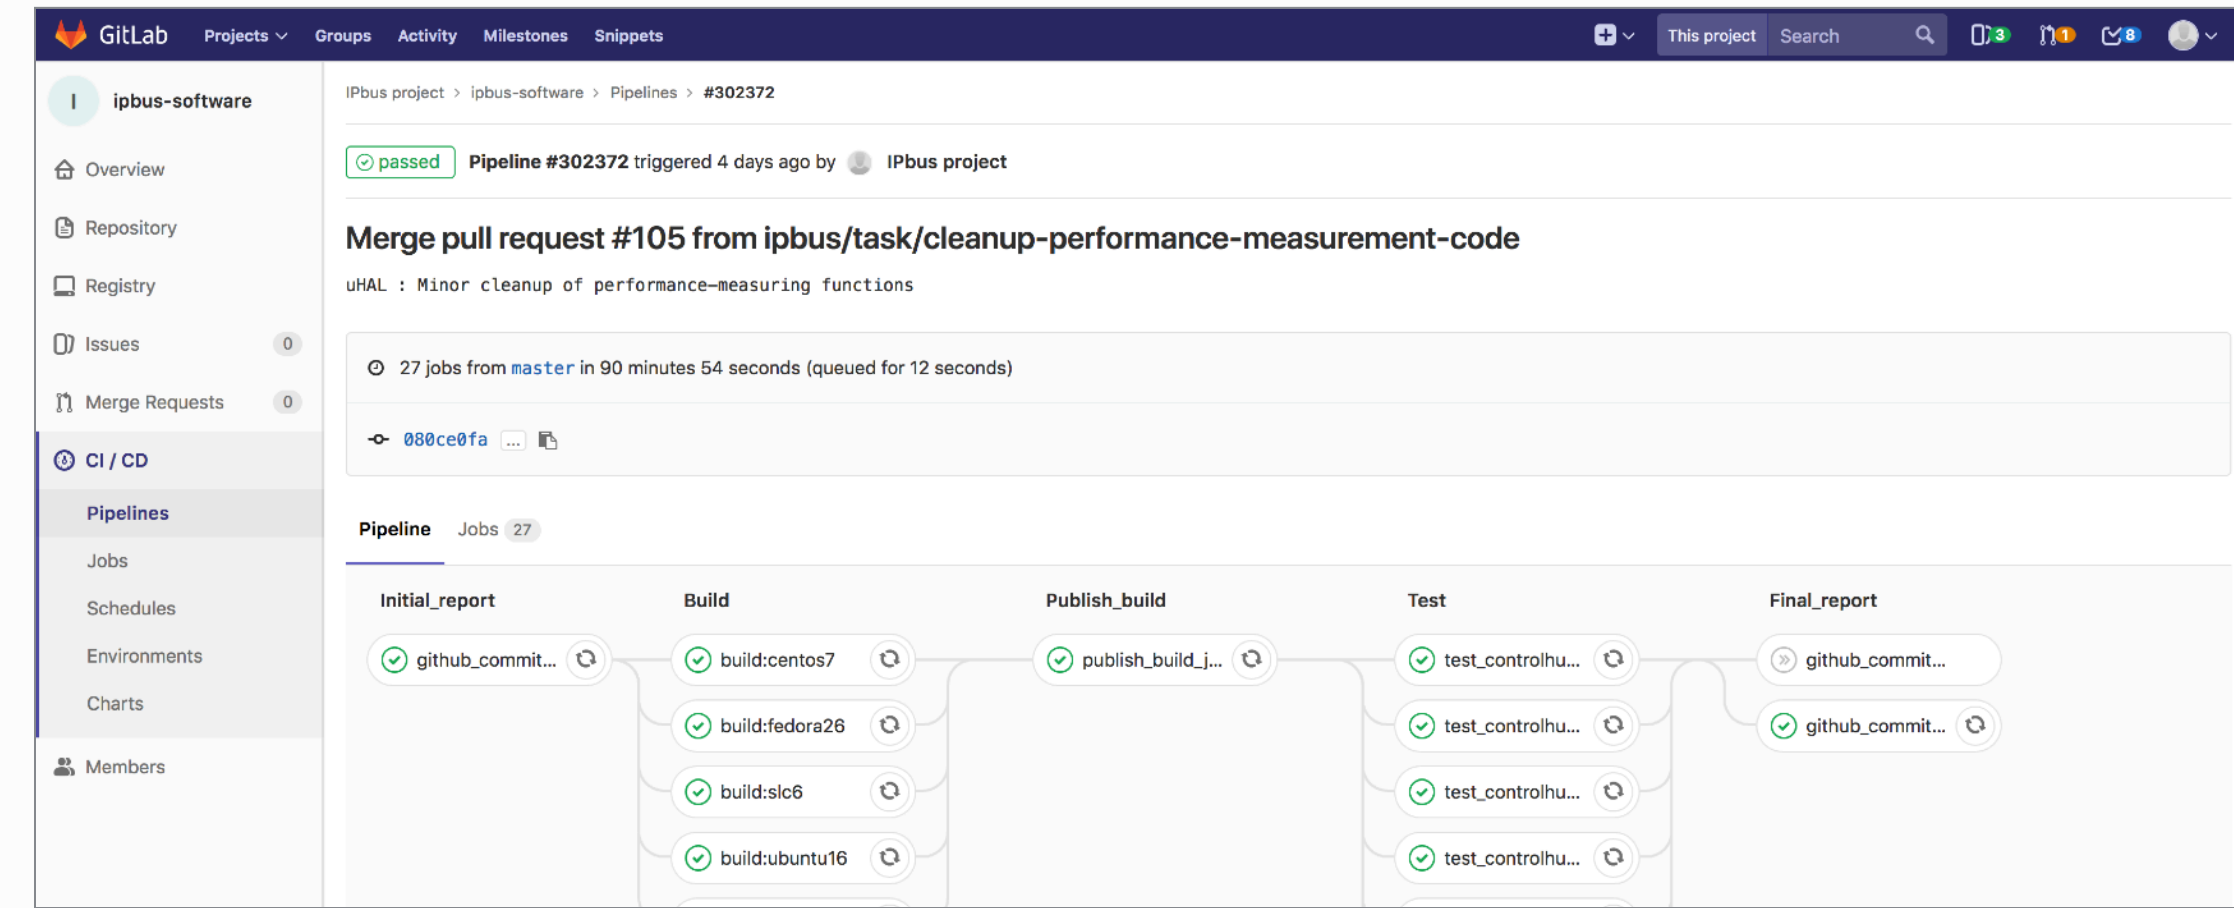 GitLab Projects Groups Activity Milestones Snippets This project Search 3 1 8
I ipbus-software
Overview
Repository
Registry
Issues 0
Merge Requests 0
CI / CD
Pipelines
Jobs
Schedules
Environments
Charts
Members
IPbus project > ipbus-software > Pipelines > #302372
passed Pipeline #302372 triggered 4 days ago by IPbus project
Merge pull request #105 from ipbus/task/cleanup-performance-measurement-code
uHAL : Minor cleanup of performance-measuring functions
27 jobs from master in 90 minutes 54 seconds (queued for 12 seconds)
080ce0fa ...
Pipeline Jobs 27
Initial_report Build Publish_build Test Final_report
github_commit... build:centos7 publish_build_j... test_controlhu... github_commit...
build:fedora26 test_controlhu... github_commit...
build:slc6 test_controlhu...
build:ubuntu16 test_controlhu...